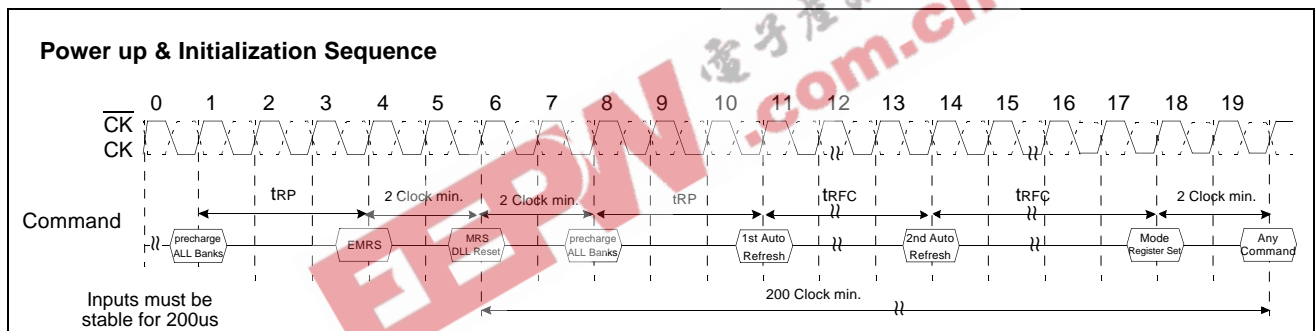 Power up & Initialization Sequence
電子產
.com.cn
EEPW
0 1 2 3 4 5 6 7 8 9 10 11 12 13 14 15 16 17 18 19
CK
CK
tRP 2 Clock min. 2 Clock min. tRP tRFC tRFC 2 Clock min.
Command
precharge ALL Banks
EMRS
MRS DLL Reset
precharge ALL Banks
1st Auto Refresh
2nd Auto Refresh
Mode Register Set
Any Command
200 Clock min.
Inputs must be
stable for 200us